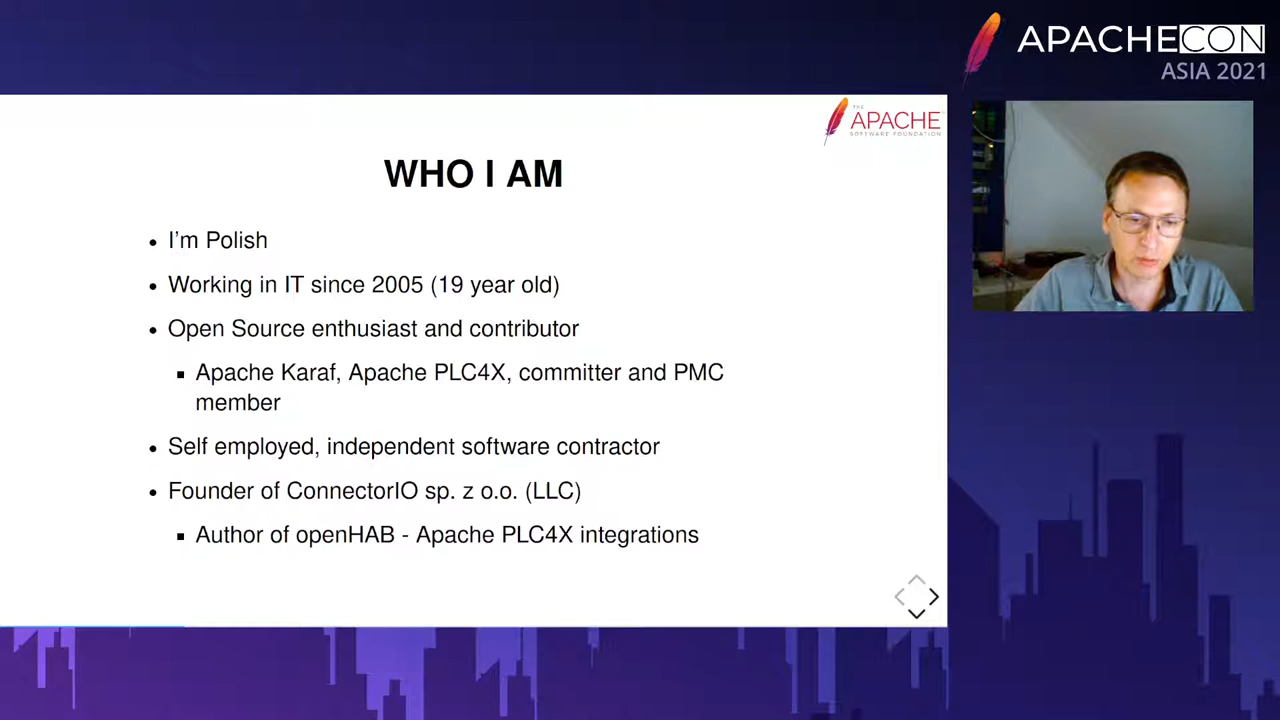 APACHECON
ASIA 2021
THE
APACHE
SOFTWARE FOUNDATION
WHO I AM
I'm Polish
Working in IT since 2005 (19 year old)
Open Source enthusiast and contributor
Apache Karaf, Apache PLC4X, committer and PMC
member
Self employed, independent software contractor
Founder of ConnectorIO sp. z o.o. (LLC)
Author of openHAB - Apache PLC4X integrations